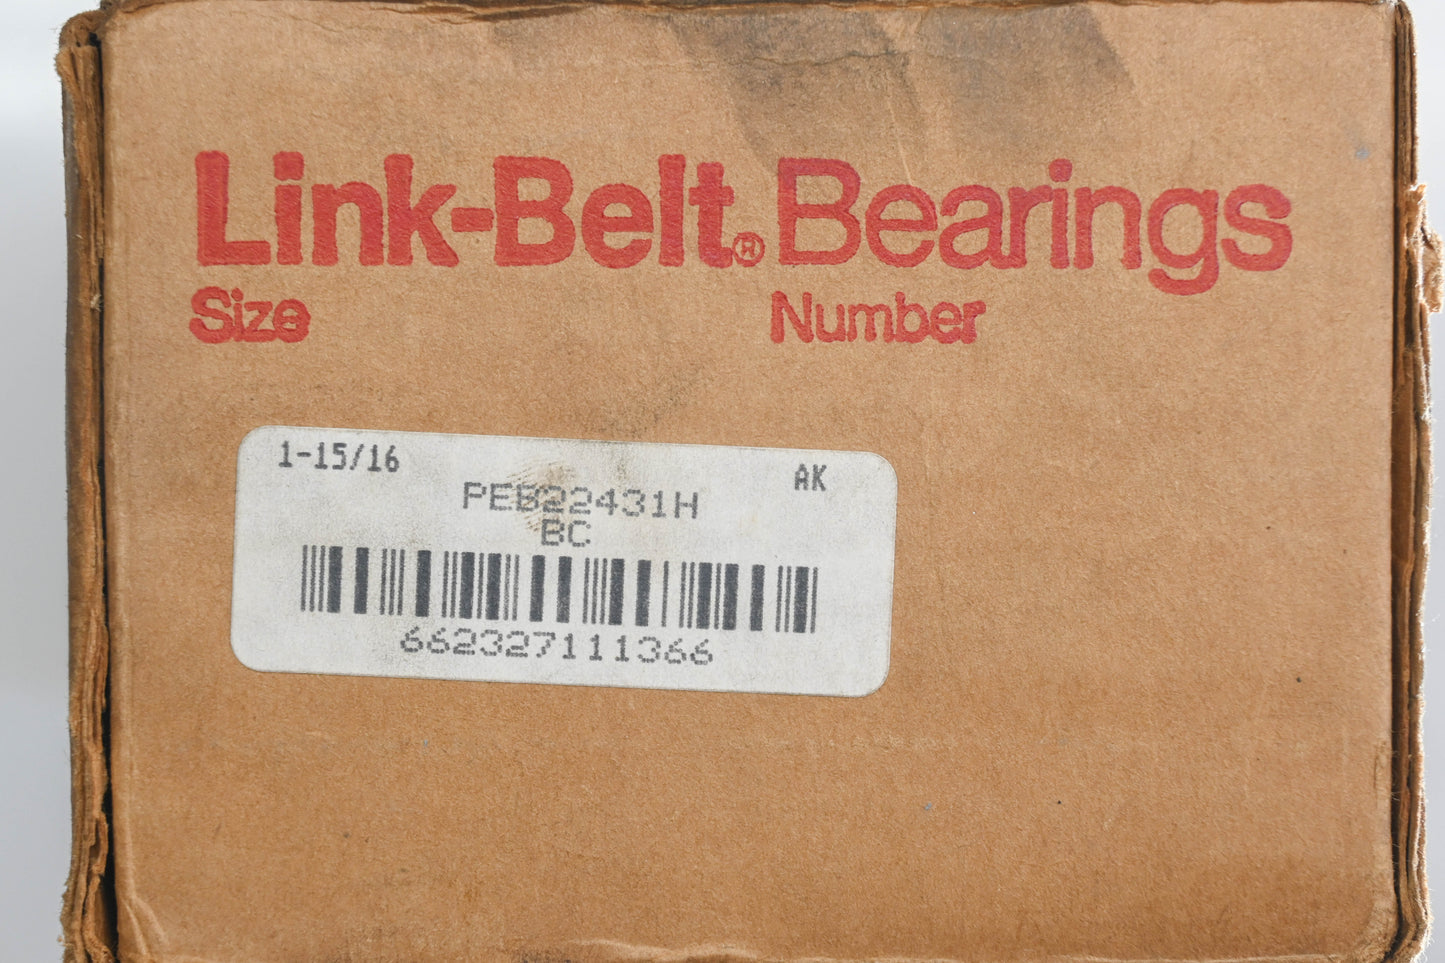 Link-Belt® Bearings
Size Number
1-15/16 AK
PEB22431H
BC
662327111366